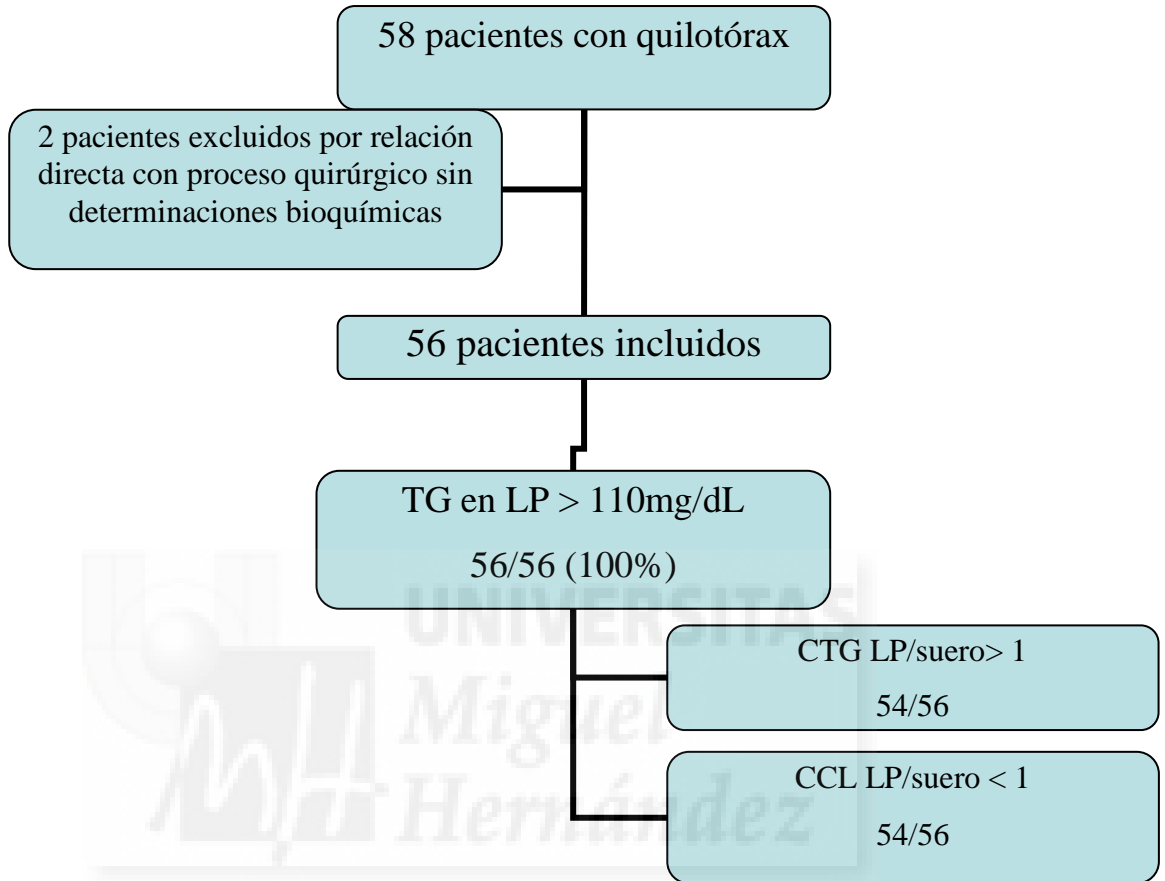 58 pacientes con quilotórax
2 pacientes excluidos por relación
directa con proceso quirúrgico sin
determinaciones bioquímicas
56 pacientes incluidos
TG en LP > 110mg/dL
56/56 (100%)
UNIVERSITAS
Miguel
Hernández
CTG LP/suero> 1
54/56
CCL LP/suero < 1
54/56